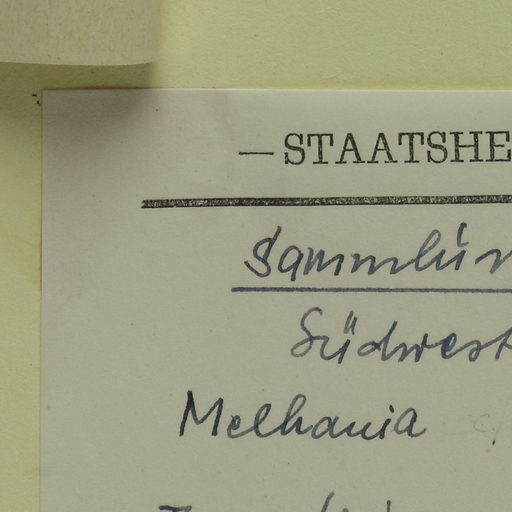 — STAATSHE
Sammlun
Südwest
Melhania